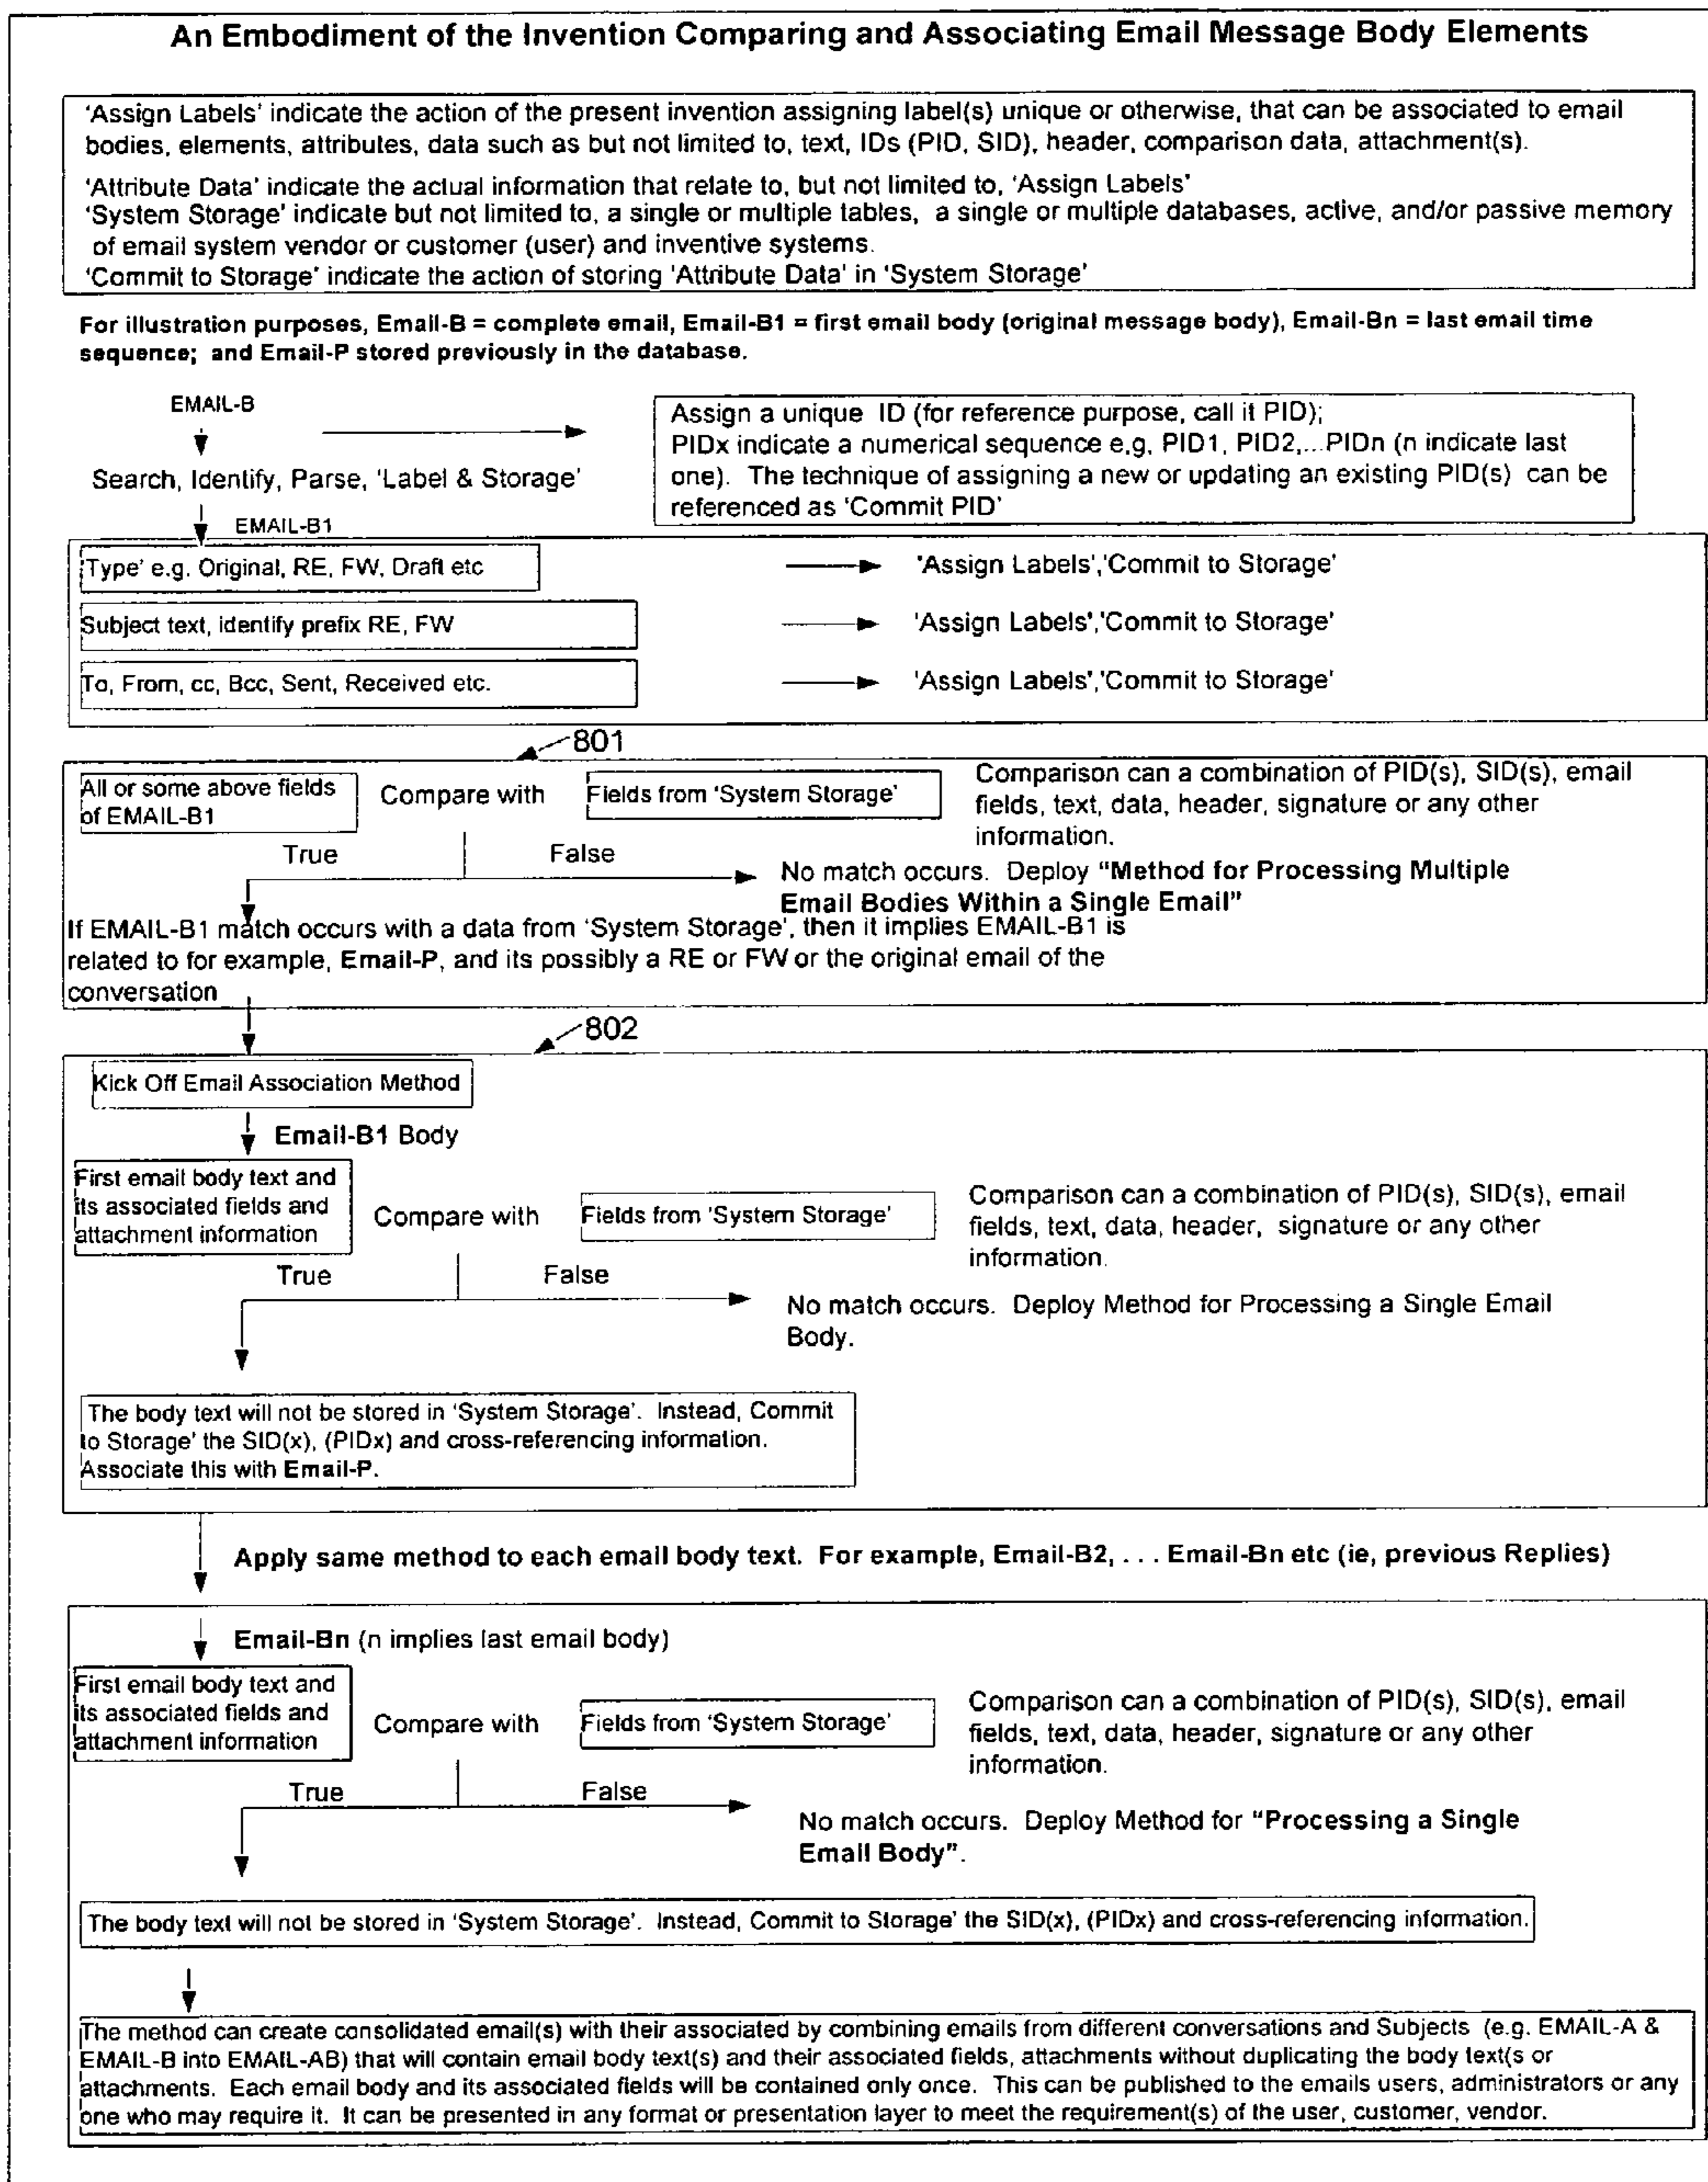 An Embodiment of the Invention Comparing and Associating Email Message Body Elements
'Assign Labels' indicate the action of the present invention assigning label(s) unique or otherwise, that can be associated to email
bodies, elements, attributes, data such as but not limited to, text, IDs (PID, SID), header, comparison data, attachment(s).
'Attribute Data' indicate the actual information that relate to, but not limited to, 'Assign Labels'
'System Storage' indicate but not limited to, a single or multiple tables, a single or multiple databases, active, and/or passive memory
of email system vendor or customer (user) and inventive systems.
'Commit to Storage' indicate the action of storing 'Attribute Data' in 'System Storage'
For illustration purposes, Email-B = complete email, Email-B1 = first email body (original message body), Email-Bn = last email time
sequence; and Email-P stored previously in the database.
EMAIL-B
Assign a unique ID (for reference purpose, call it PID);
PIDx indicate a numerical sequence e.g, PID1, PID2,...PIDn (n indicate last
one). The technique of assigning a new or updating an existing PID(s) can be
referenced as 'Commit PID'
Search, Identify, Parse, 'Label & Storage'
EMAIL-B1
'Type' e.g. Original, RE, FW, Draft etc
'Assign Labels','Commit to Storage'
Subject text, identify prefix RE, FW
'Assign Labels','Commit to Storage'
To, From, cc, Bcc, Sent, Received etc.
'Assign Labels','Commit to Storage'
801
All or some above fields
of EMAIL-B1
Compare with
Fields from 'System Storage'
Comparison can a combination of PID(s), SID(s), email
fields, text, data, header, signature or any other
information.
True
False
No match occurs. Deploy "Method for Processing Multiple
Email Bodies Within a Single Email"
If EMAIL-B1 match occurs with a data from 'System Storage', then it implies EMAIL-B1 is
related to for example, Email-P, and its possibly a RE or FW or the original email of the
conversation
802
Kick Off Email Association Method
Email-B1 Body
First email body text and
its associated fields and
attachment information
Compare with
Fields from 'System Storage'
Comparison can a combination of PID(s), SID(s), email
fields, text, data, header, signature or any other
information.
True
False
No match occurs. Deploy Method for Processing a Single Email
Body.
The body text will not be stored in 'System Storage'. Instead, Commit
to Storage' the SID(x), (PIDx) and cross-referencing information.
Associate this with Email-P.
Apply same method to each email body text. For example, Email-B2, . . . Email-Bn etc (ie, previous Replies)
Email-Bn (n implies last email body)
First email body text and
its associated fields and
attachment information
Compare with
Fields from 'System Storage'
Comparison can a combination of PID(s), SID(s), email
fields, text, data, header, signature or any other
information.
True
False
No match occurs. Deploy Method for "Processing a Single
Email Body".
The body text will not be stored in 'System Storage'. Instead, Commit to Storage' the SID(x), (PIDx) and cross-referencing information.
The method can create consolidated email(s) with their associated by combining emails from different conversations and Subjects (e.g. EMAIL-A &
EMAIL-B into EMAIL-AB) that will contain email body text(s) and their associated fields, attachments without duplicating the body text(s or
attachments. Each email body and its associated fields will be contained only once. This can be published to the emails users, administrators or any
one who may require it. It can be presented in any format or presentation layer to meet the requirement(s) of the user, customer, vendor.